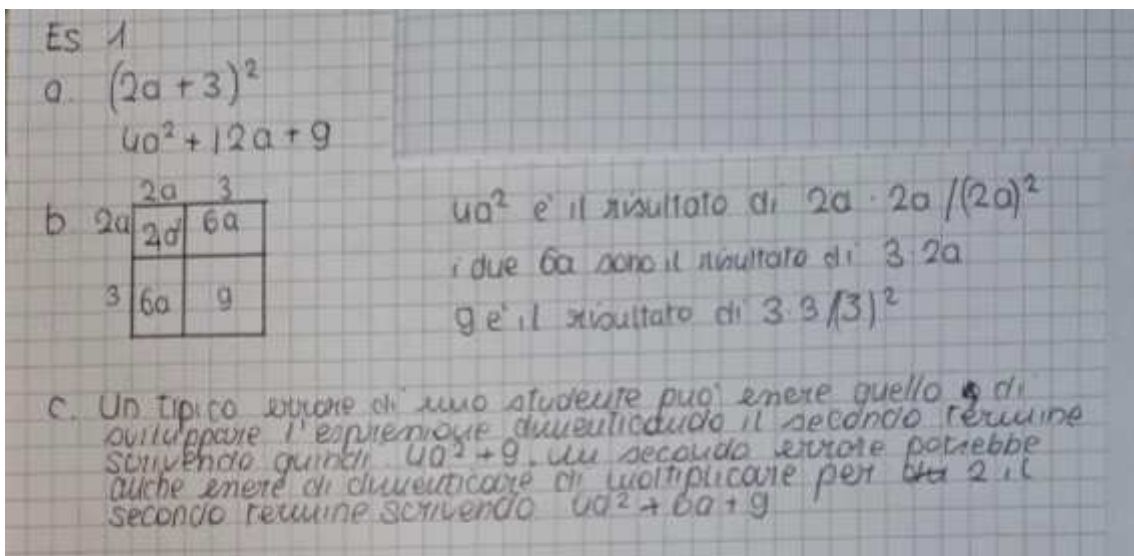 ES 1
a. (2a + 3)²
4a² + 12a + 9
2a 3
b 2a 2a² 6a
3 6a 9
4a² e' il risultato di 2a · 2a /(2a)²
i due 6a sono il risultato di 3·2a
9 e' il risultato di 3·3/(3)²
c. Un tipico errore di uno studente puo' essere quello di
sviluppare l'espressione dimenticando il secondo termine
scrivendo quindi 4a² + 9. un secondo errore potrebbe
anche essere di dimenticare di moltiplicare per 2 il
secondo termine scrivendo 4a² + 6a + 9